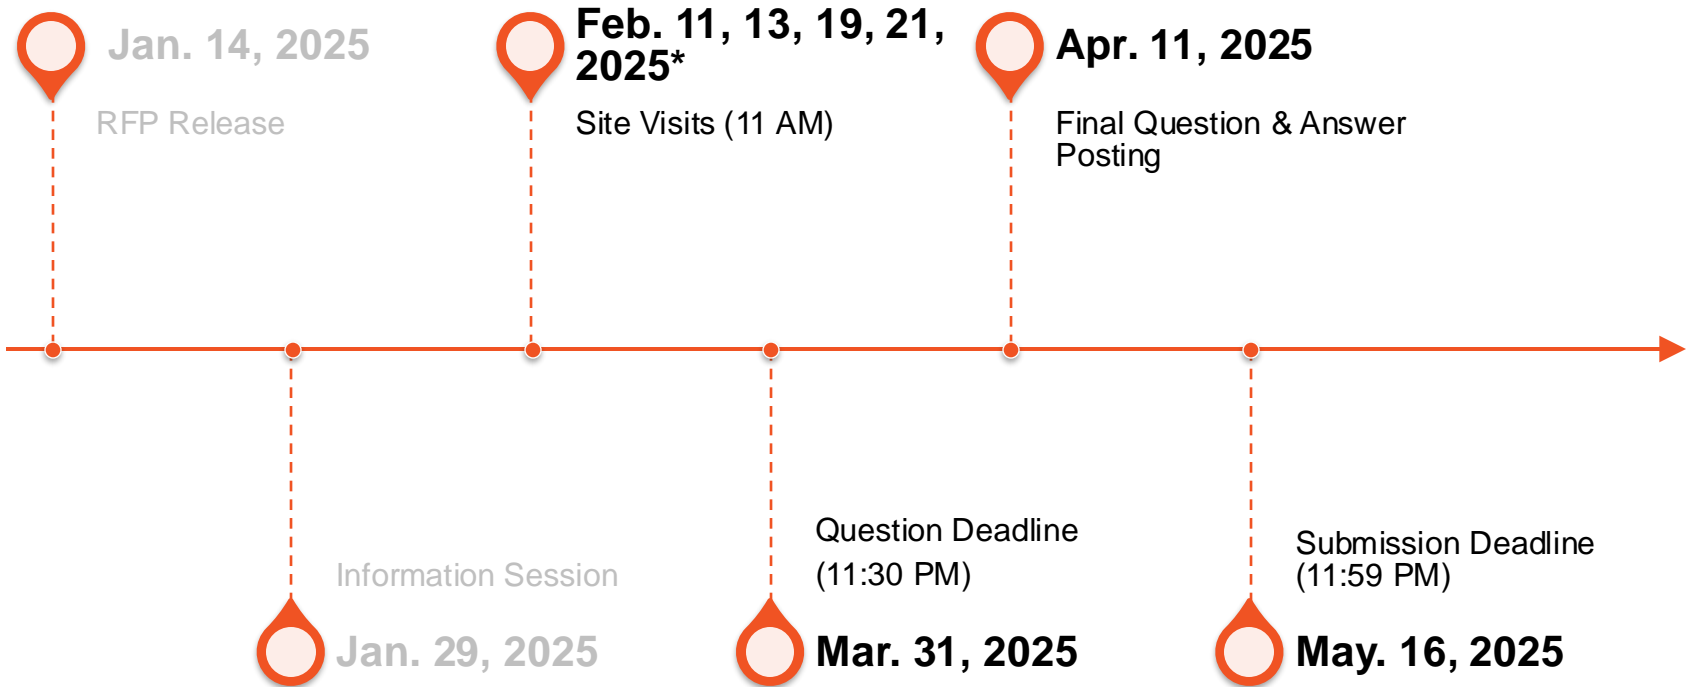 Jan. 14, 2025
RFP Release
Feb. 11, 13, 19, 21,
2025*
Site Visits (11 AM)
Apr. 11, 2025
Final Question & Answer
Posting
Information Session
Jan. 29, 2025
Question Deadline
(11:30 PM)
Mar. 31, 2025
Submission Deadline
(11:59 PM)
May. 16, 2025